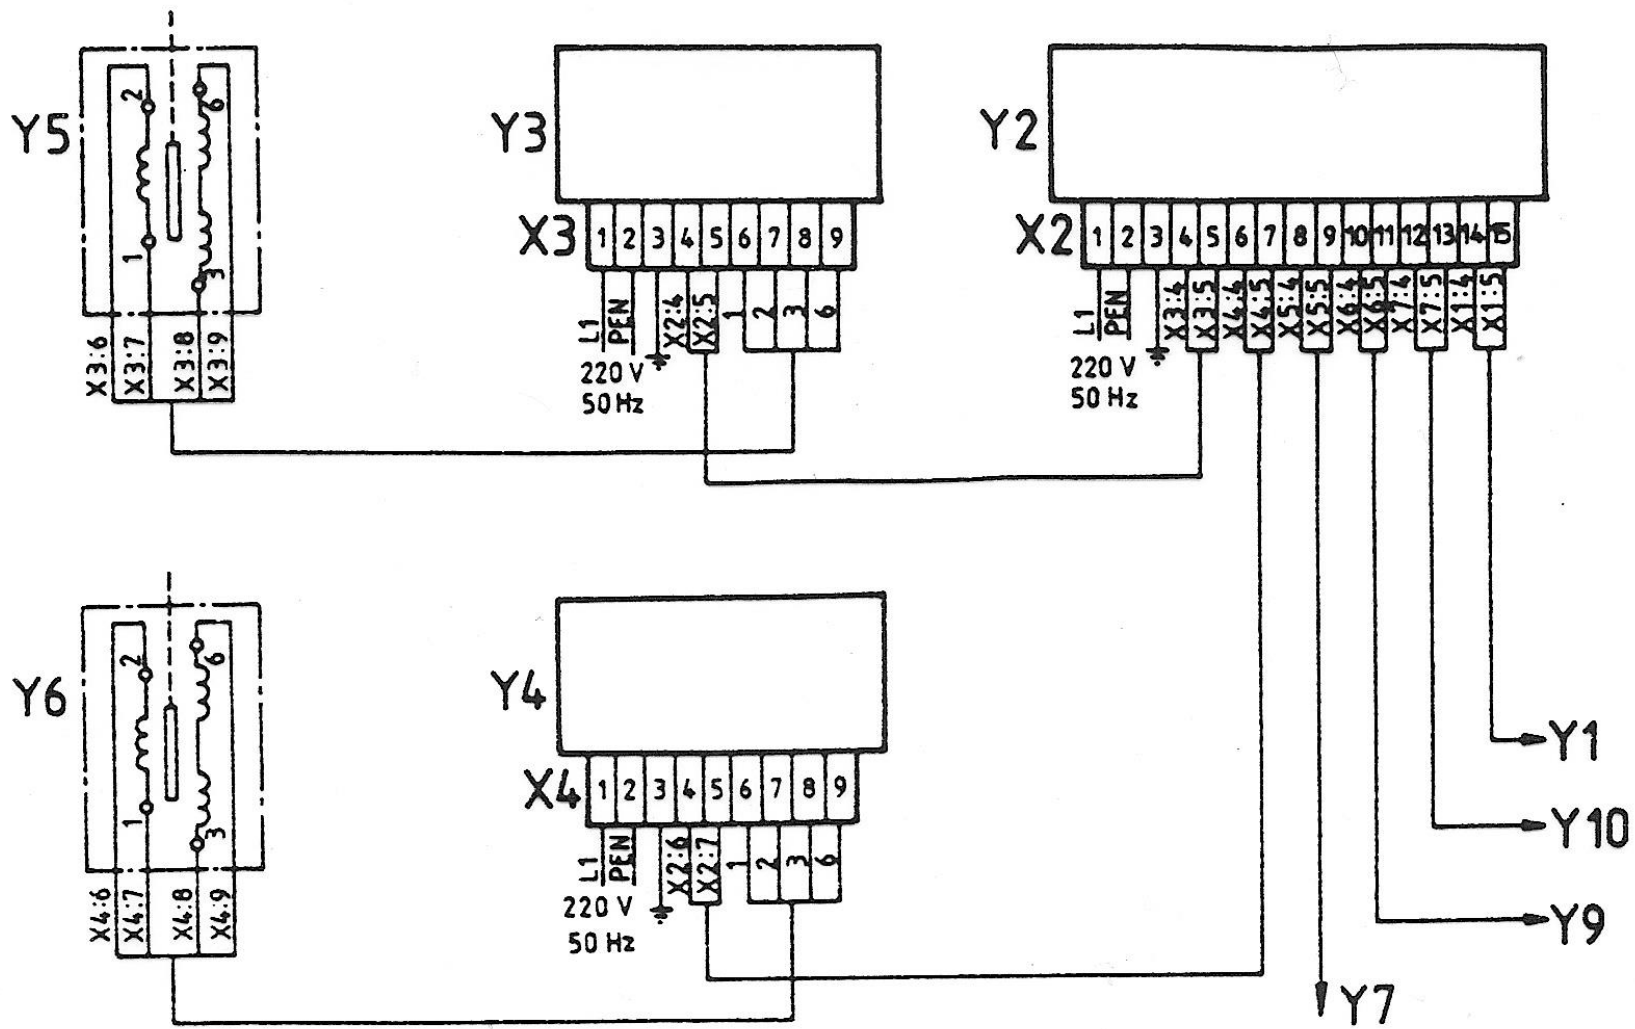 Y5
2
6
1
3
X3:6
X3:7
X3:8
X3:9
Y3
X3
1 2 3 4 5 6 7 8 9
L1
PEN
X2:4
X2:5
1
2
3
6
220 V
50 Hz
Y2
X2
1 2 3 4 5 6 7 8 9 10 11 12 13 14 15
L1
PEN
X3:4
X3:5
X4:4
X4:5
X5:4
X5:5
X6:4
X6:5
X7:4
X7:5
X1:4
X1:5
220 V
50 Hz
Y6
2
6
1
3
X4:6
X4:7
X4:8
X4:9
Y4
X4
1 2 3 4 5 6 7 8 9
L1
PEN
X2:6
X2:7
1
2
3
6
220 V
50 Hz
Y1
Y10
Y9
Y7